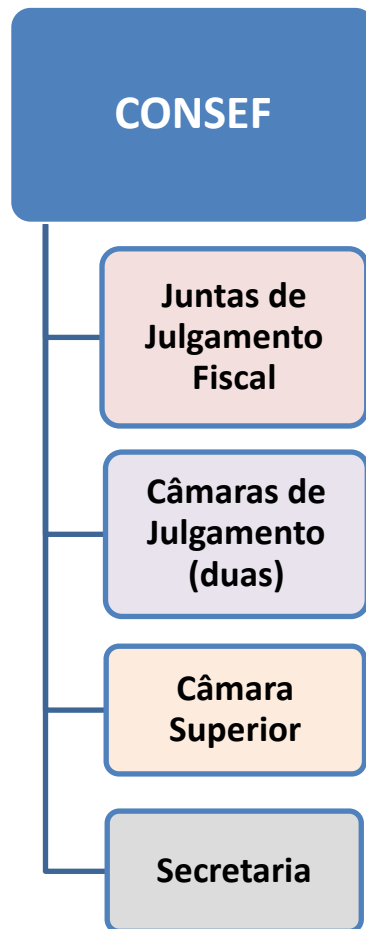 CONSEF
Juntas de
Julgamento
Fiscal
Câmaras de
Julgamento
(duas)
Câmara
Superior
Secretaria